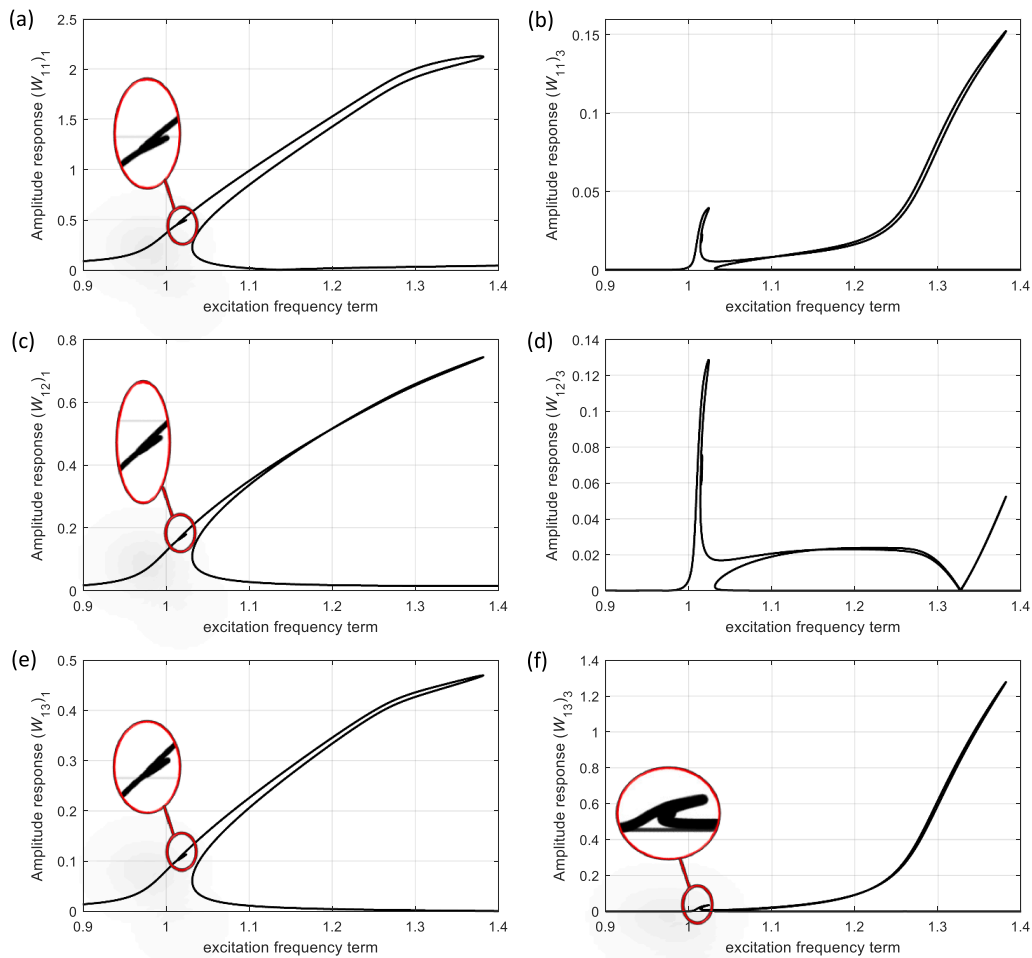 (a)
Amplitude response (W11)1
2.5
2
1.5
1
0.5
0
0.9 1 1.1 1.2 1.3 1.4
excitation frequency term
(b)
Amplitude response (W11)3
0.15
0.1
0.05
0
0.9 1 1.1 1.2 1.3 1.4
excitation frequency term
(c)
Amplitude response (W12)1
0.8
0.6
0.4
0.2
0
0.9 1 1.1 1.2 1.3 1.4
excitation frequency term
(d)
Amplitude response (W12)3
0.14
0.12
0.1
0.08
0.06
0.04
0.02
0
0.9 1 1.1 1.2 1.3 1.4
excitation frequency term
(e)
Amplitude response (W13)1
0.5
0.4
0.3
0.2
0.1
0
0.9 1 1.1 1.2 1.3 1.4
excitation frequency term
(f)
Amplitude response (W13)3
1.4
1.2
1
0.8
0.6
0.4
0.2
0
0.9 1 1.1 1.2 1.3 1.4
excitation frequency term